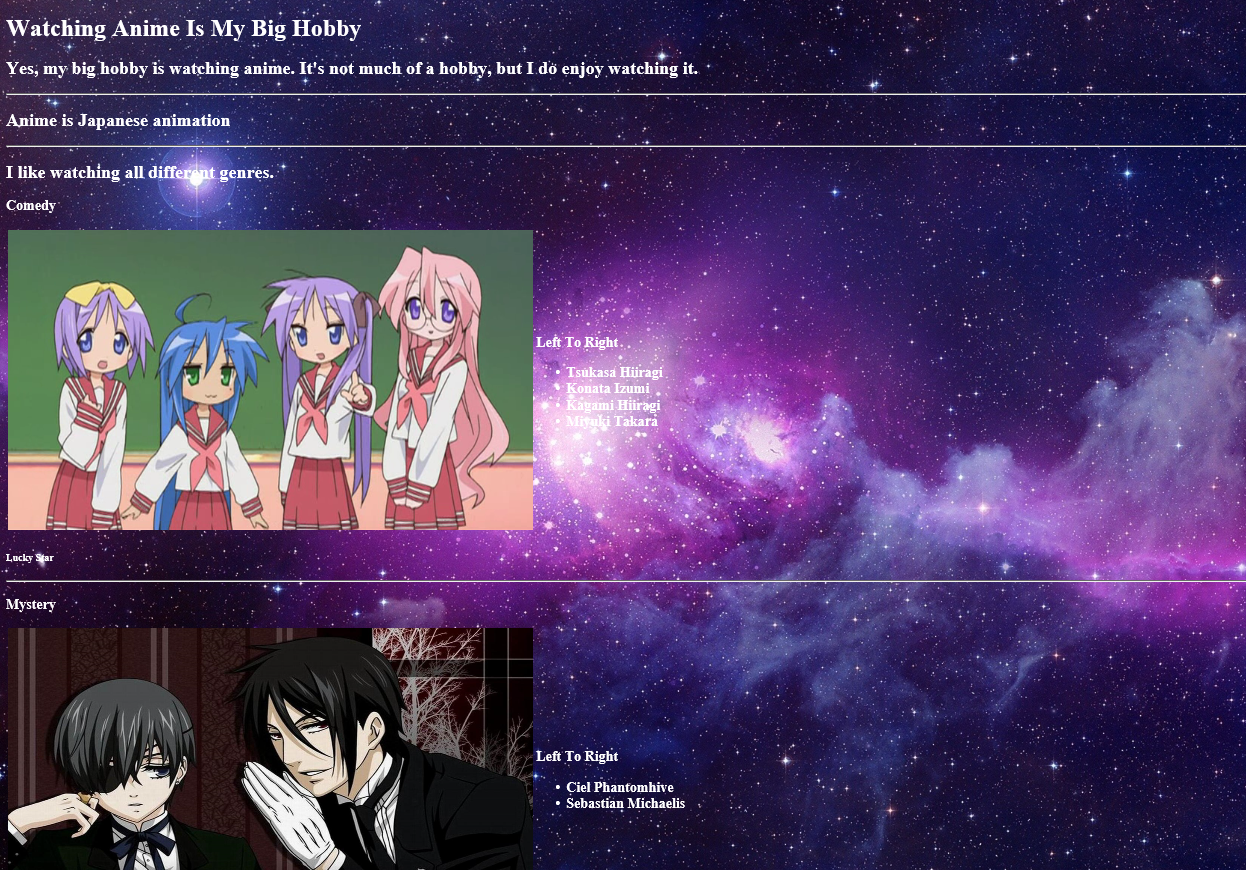 Watching Anime Is My Big Hobby
Yes, my big hobby is watching anime. It's not much of a hobby, but I do enjoy watching it.
Anime is Japanese animation
I like watching all different genres.
Comedy
Left To Right
• Tsukasa Hiiragi
• Konata Izumi
• Kagami Hiiragi
• Miyuki Takara
Lucky Star
Mystery
Left To Right
• Ciel Phantomhive
• Sebastian Michaelis